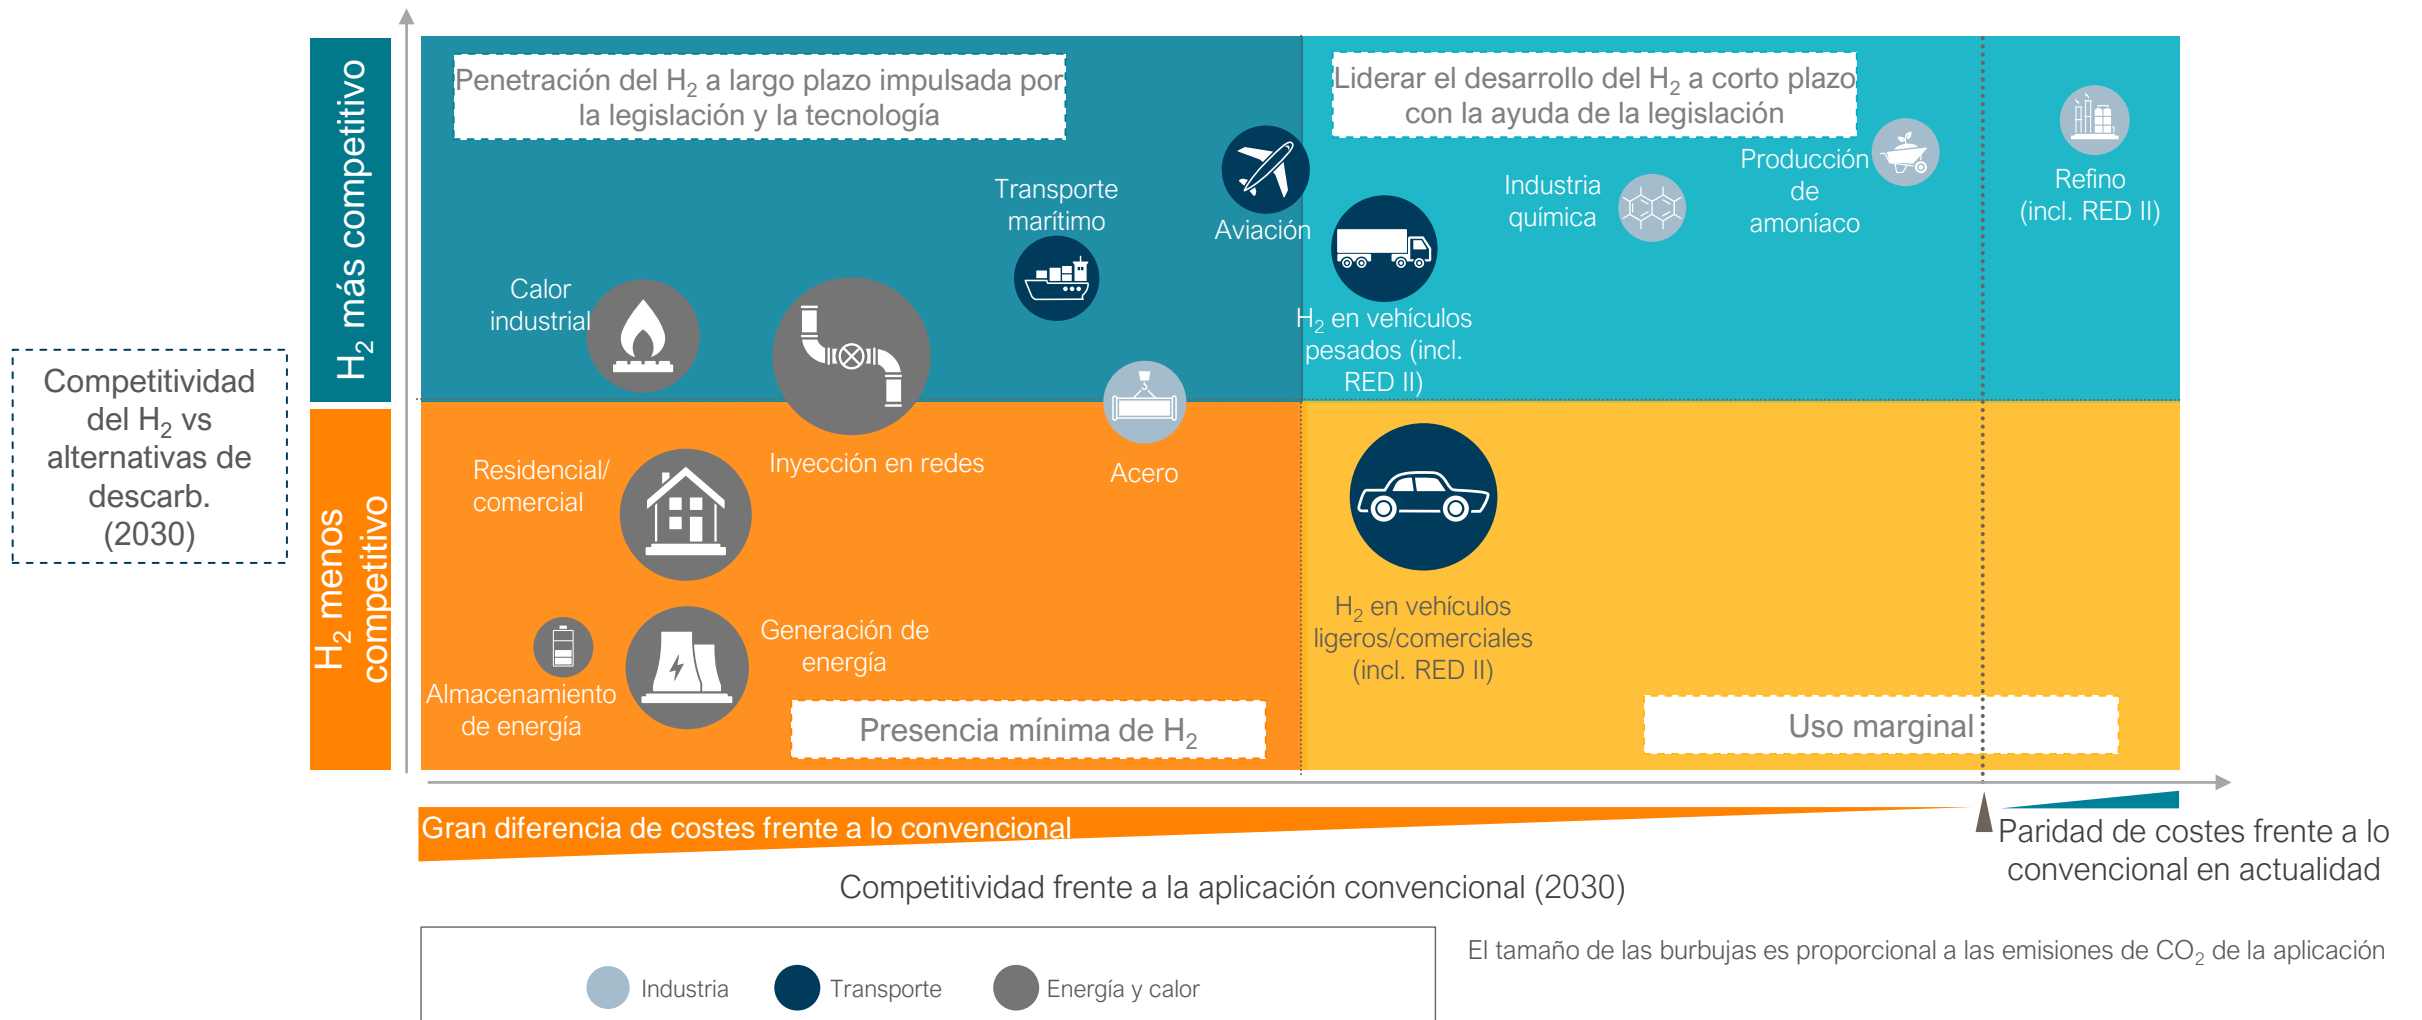 Penetración del H₂ a largo plazo impulsada por
la legislación y la tecnología
Liderar el desarrollo del H₂ a corto plazo
con la ayuda de la legislación
H₂ más competitivo
H₂ menos
competitivo
Competitividad
del H₂ vs
alternativas de
descarb.
(2030)
Transporte
marítimo
Aviación
Industria
química
Producción
de
amoníaco
Refino
(incl. RED II)
Calor
industrial
H₂ en vehículos
pesados (incl.
RED II)
Residencial/
comercial
Inyección en redes
Acero
H₂ en vehículos
ligeros/comerciales
(incl. RED II)
Generación de
energía
Almacenamiento
de energía
Presencia mínima de H₂
Uso marginal
Gran diferencia de costes frente a lo convencional
Paridad de costes frente a lo
convencional en actualidad
Competitividad frente a la aplicación convencional (2030)
El tamaño de las burbujas es proporcional a las emisiones de CO₂ de la aplicación
Industria
Transporte
Energía y calor